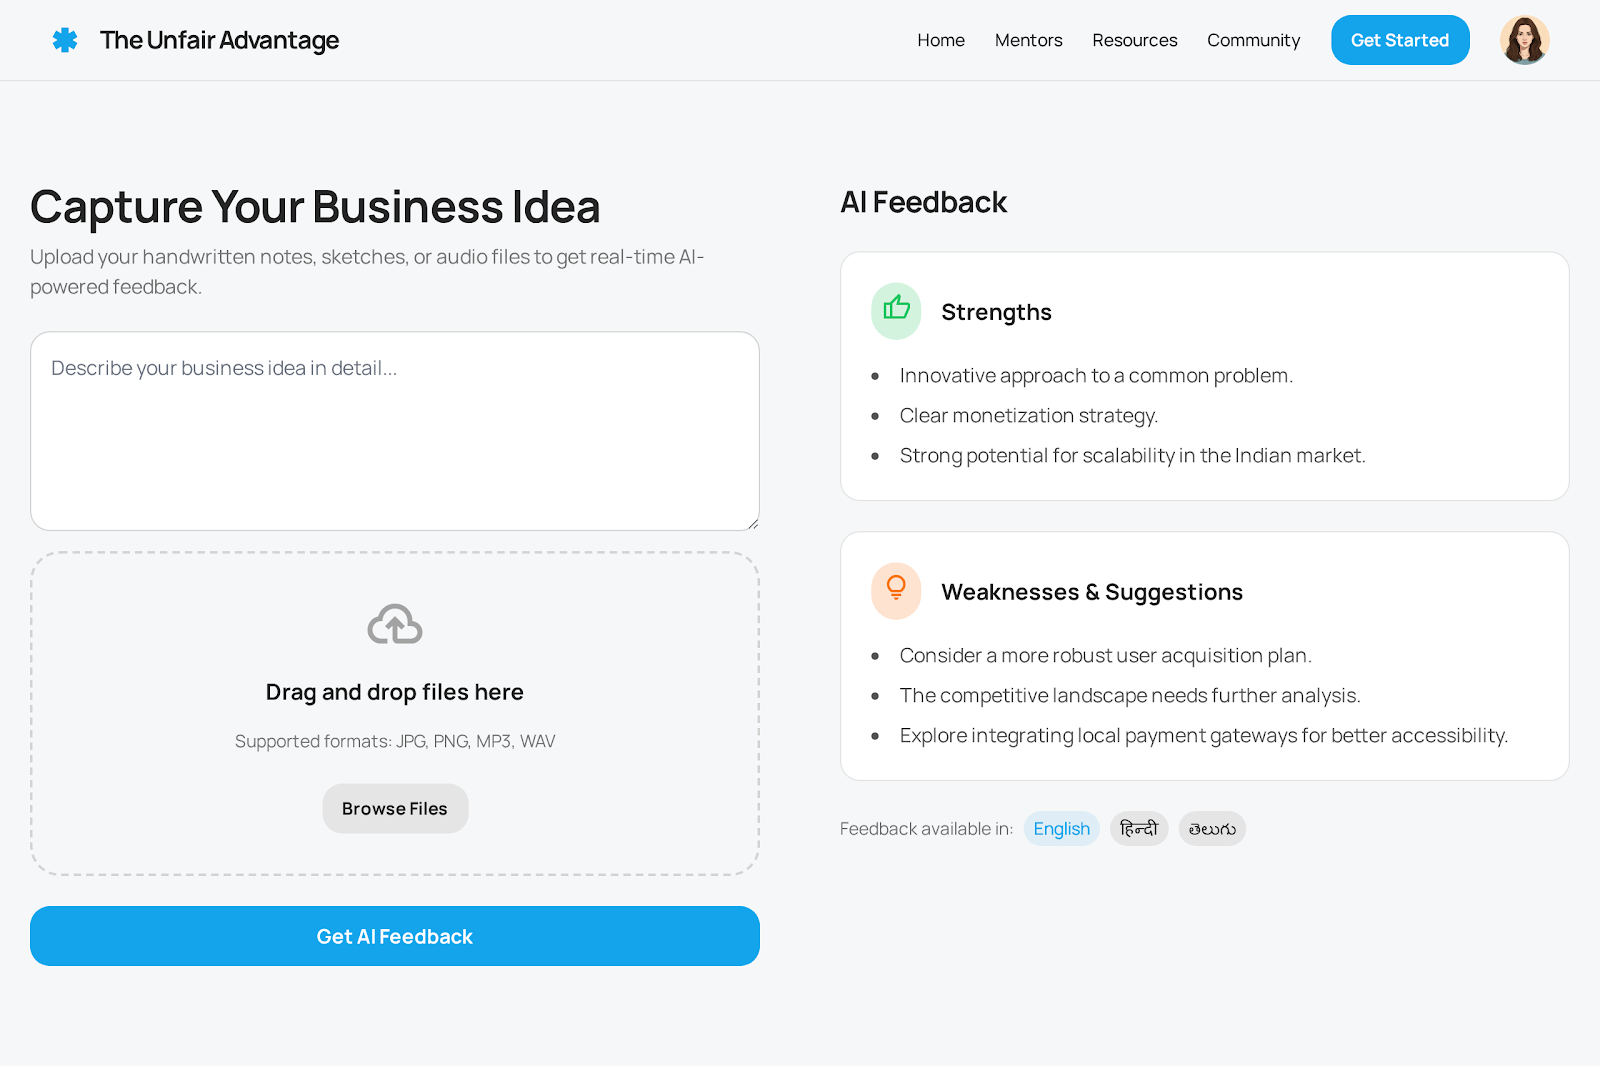 The Unfair Advantage
Home
Mentors
Resources
Community
Get Started
Capture Your Business Idea
Upload your handwritten notes, sketches, or audio files to get real-time AI-
powered feedback.
Describe your business idea in detail...
Drag and drop files here
Supported formats: JPG, PNG, MP3, WAV
Browse Files
Get AI Feedback
AI Feedback
Strengths
Innovative approach to a common problem.
Clear monetization strategy.
Strong potential for scalability in the Indian market.
Weaknesses & Suggestions
Consider a more robust user acquisition plan.
The competitive landscape needs further analysis.
Explore integrating local payment gateways for better accessibility.
Feedback available in: English हिन्दी తెలుగు